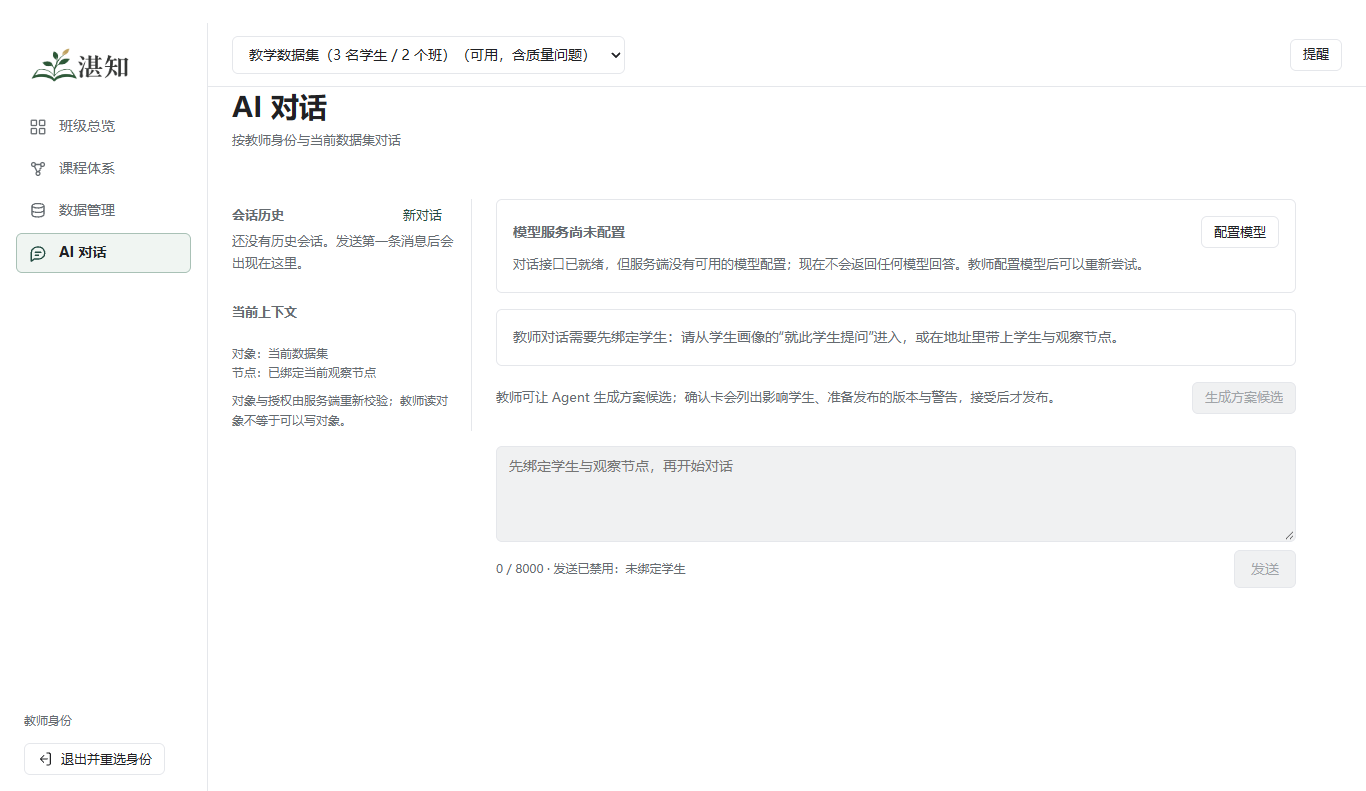 湛知
班级总览
课程体系
数据管理
AI 对话
教师身份
退出并重选身份
教学数据集（3 名学生 / 2 个班）（可用，含质量问题）
提醒
AI 对话
按教师身份与当前数据集对话
会话历史
新对话
还没有历史会话。发送第一条消息后会
出现在这里。
当前上下文
对象：当前数据集
节点：已绑定当前观察节点
对象与授权由服务端重新校验；教师读对
象不等于可以写对象。
模型服务尚未配置
配置模型
对话接口已就绪，但服务端没有可用的模型配置；现在不会返回任何模型回答。教师配置模型后可以重新尝试。
教师对话需要先绑定学生：请从学生画像的“就此学生提问”进入，或在地址里带上学生与观察节点。
教师可让 Agent 生成方案候选；确认卡会列出影响学生、准备发布的版本与警告，接受后才发布。
生成方案候选
先绑定学生与观察节点，再开始对话
0 / 8000 · 发送已禁用：未绑定学生
发送